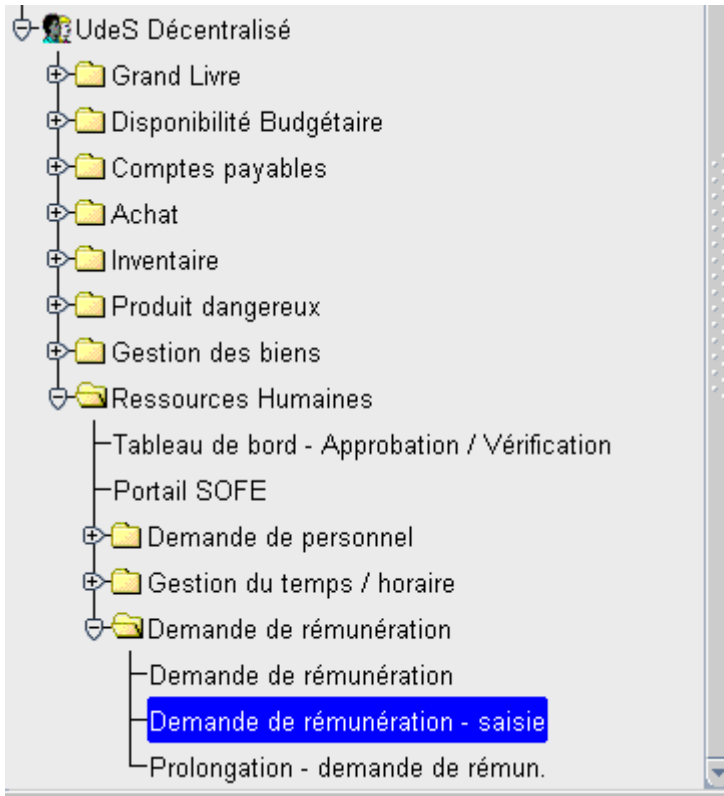 UdeS Décentralisé
Grand Livre
Disponibilité Budgétaire
Comptes payables
Achat
Inventaire
Produit dangereux
Gestion des biens
Ressources Humaines
Tableau de bord - Approbation / Vérification
Portail SOFE
Demande de personnel
Gestion du temps / horaire
Demande de rémunération
Demande de rémunération
Demande de rémunération - saisie
Prolongation - demande de rémun.